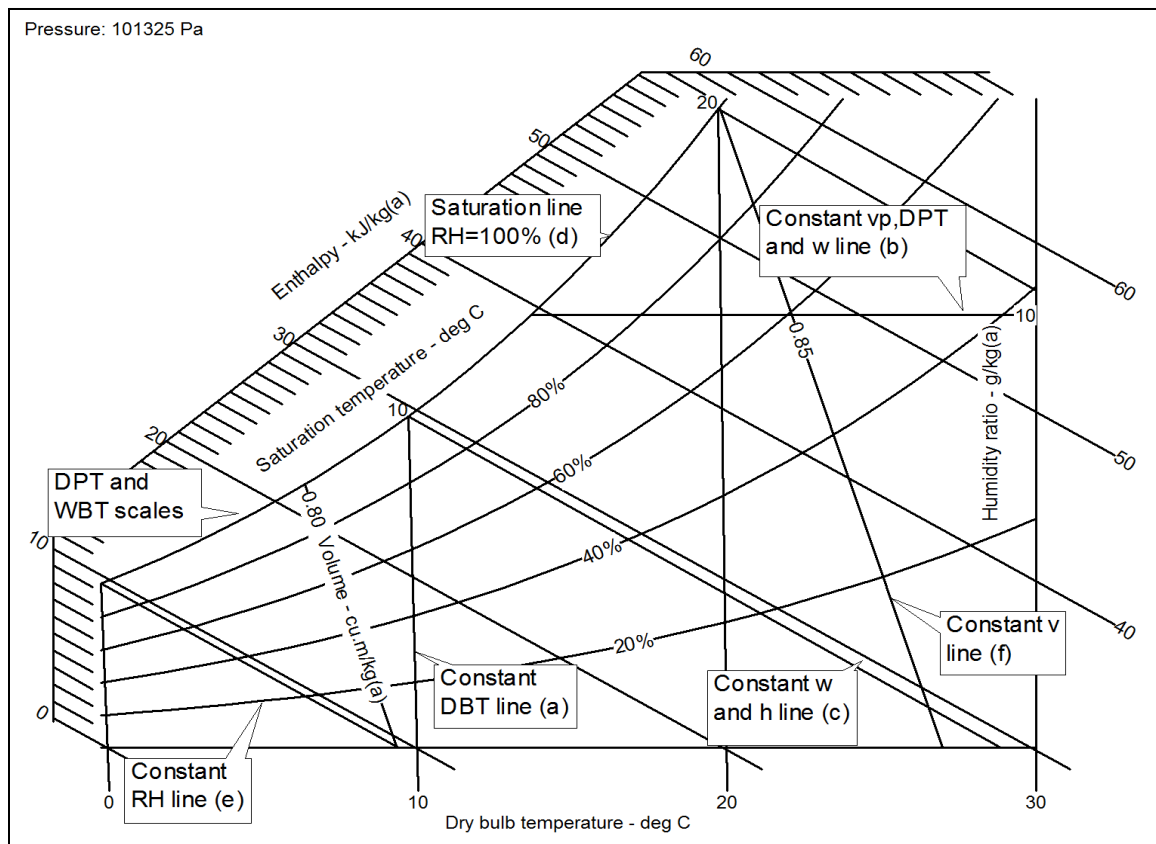 Pressure: 101325 Pa
60
20
50
Saturation line
RH=100% (d)
Constant vp,DPT
and w line (b)
Enthalpy - kJ/kg(a)
40
60
10
0.85
30
Saturation temperature - deg C
Humidity ratio - g/kg(a)
80%
10
20
50
60%
DPT and
WBT scales
0.80 Volume - cu.m/kg(a)
10
40%
Constant v
line (f)
40
20%
Constant
DBT line (a)
Constant w
and h line (c)
0
Constant
RH line (e)
0
10
20
30
Dry bulb temperature - deg C